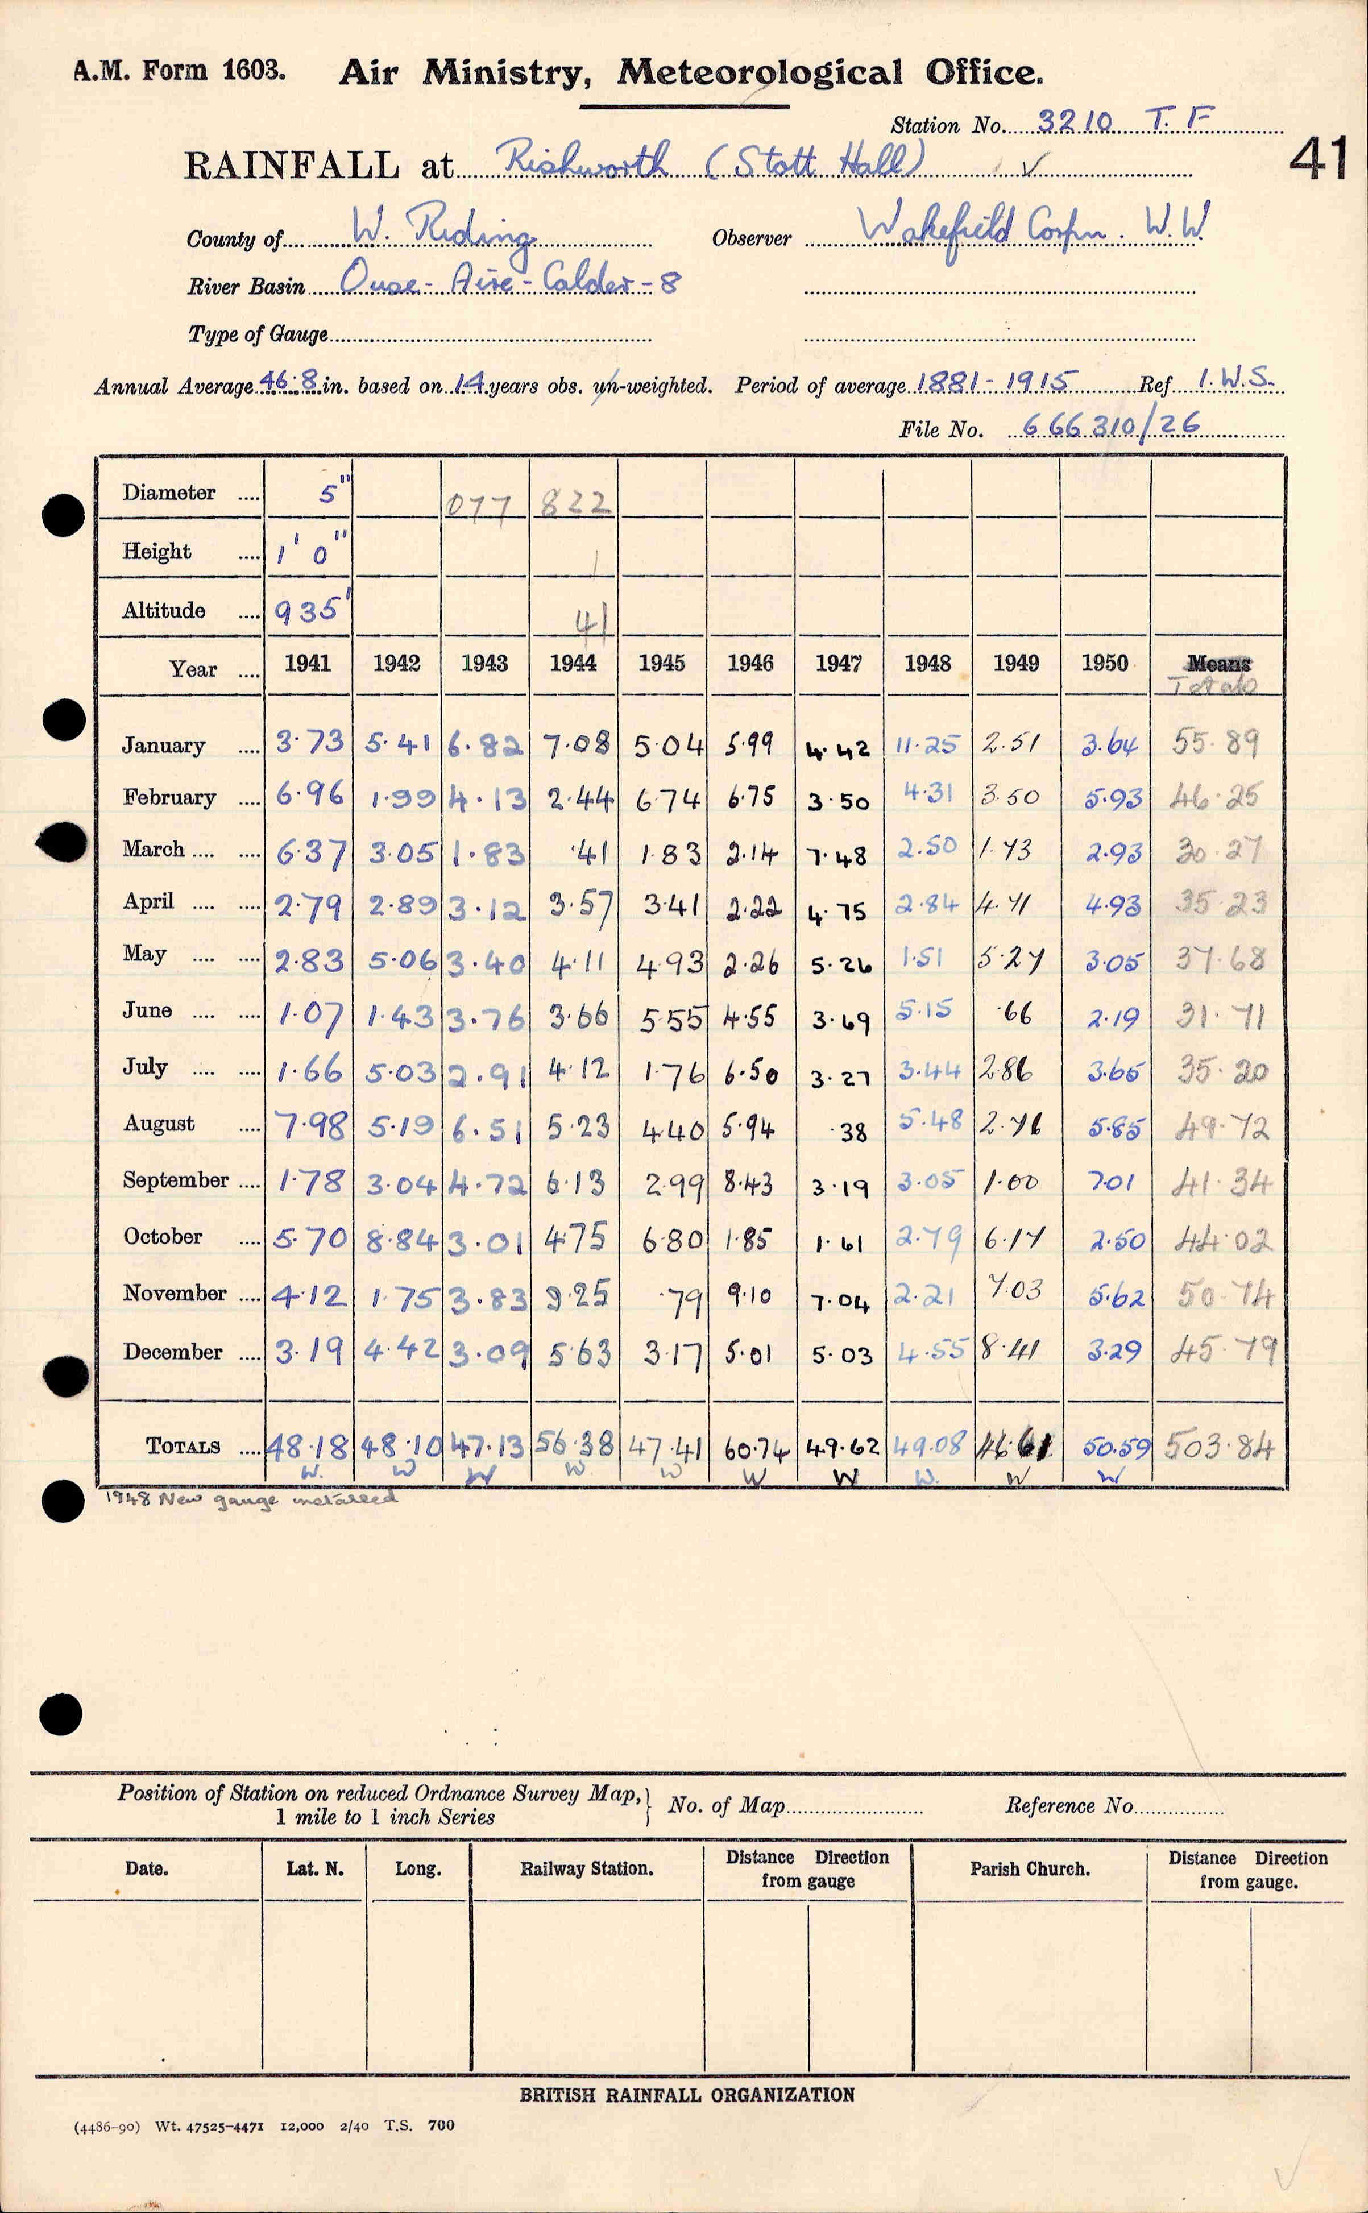 A.M. Form 1603. Air Ministry, Meteorological Office.
Station No. 3210 T.F
41
RAINFALL at Rishworth (Stott Hall) ✓
County of W. Riding Observer Wakefield Corpn. W.W.
River Basin Ouse - Aire - Calder - 8
Type of Gauge
Annual Average 46.8 in. based on 14 years obs. un-weighted. Period of average 1881-1915 Ref I.W.S.
File No. 666310/26
Diameter .... 5" 077 822
Height .... 1' 0" 1
Altitude .... 935' 41
Year .... 1941 1942 1943 1944 1945 1946 1947 1948 1949 1950 Means
Totals
January .... 3.73 5.41 6.82 7.08 5.04 5.99 4.42 11.25 2.51 3.64 55.89
February .... 6.96 1.99 4.13 2.44 6.74 6.75 3.50 4.31 3.50 5.93 46.25
March .... .... 6.37 3.05 1.83 .41 1.83 2.14 7.48 2.50 1.73 2.93 30.27
April .... .... 2.79 2.89 3.12 3.57 3.41 2.22 4.75 2.84 4.71 4.93 35.23
May .... .... 2.83 5.06 3.40 4.11 4.93 2.26 5.26 1.51 5.27 3.05 37.68
June .... .... 1.07 1.43 3.76 3.66 5.55 4.55 3.69 5.15 .66 2.19 31.71
July .... .... 1.66 5.03 2.91 4.12 1.76 6.50 3.27 3.44 2.86 3.65 35.20
August .... 7.98 5.19 6.51 5.23 4.40 5.94 .38 5.48 2.76 5.85 49.72
September .... 1.78 3.04 4.72 6.13 2.99 8.43 3.19 3.05 1.00 7.01 41.34
October .... 5.70 8.84 3.01 4.75 6.80 1.85 1.61 2.79 6.17 2.50 44.02
November .... 4.12 1.75 3.83 9.25 .79 9.10 7.04 2.21 7.03 5.62 50.74
December .... 3.19 4.42 3.09 5.63 3.17 5.01 5.03 4.55 8.41 3.29 45.79
TOTALS .... 48.18 48.10 47.13 56.38 47.41 60.74 49.62 49.08 46.61 50.59 503.84
W. W W W. W W W W. W W
1948 New gauge installed
Position of Station on reduced Ordnance Survey Map,} No. of Map Reference No.
1 mile to 1 inch Series
Date. Lat. N. Long. Railway Station. Distance Direction from gauge Parish Church. Distance Direction from gauge.
BRITISH RAINFALL ORGANIZATION
(4486-90) Wt. 47525-4471 12,000 2/40 T.S. 700